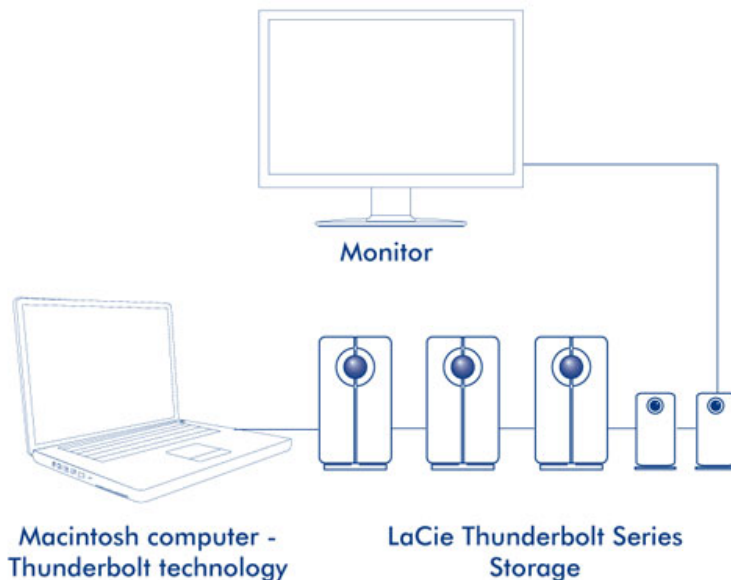 Monitor
Macintosh computer -
Thunderbolt technology
LaCie Thunderbolt Series
Storage